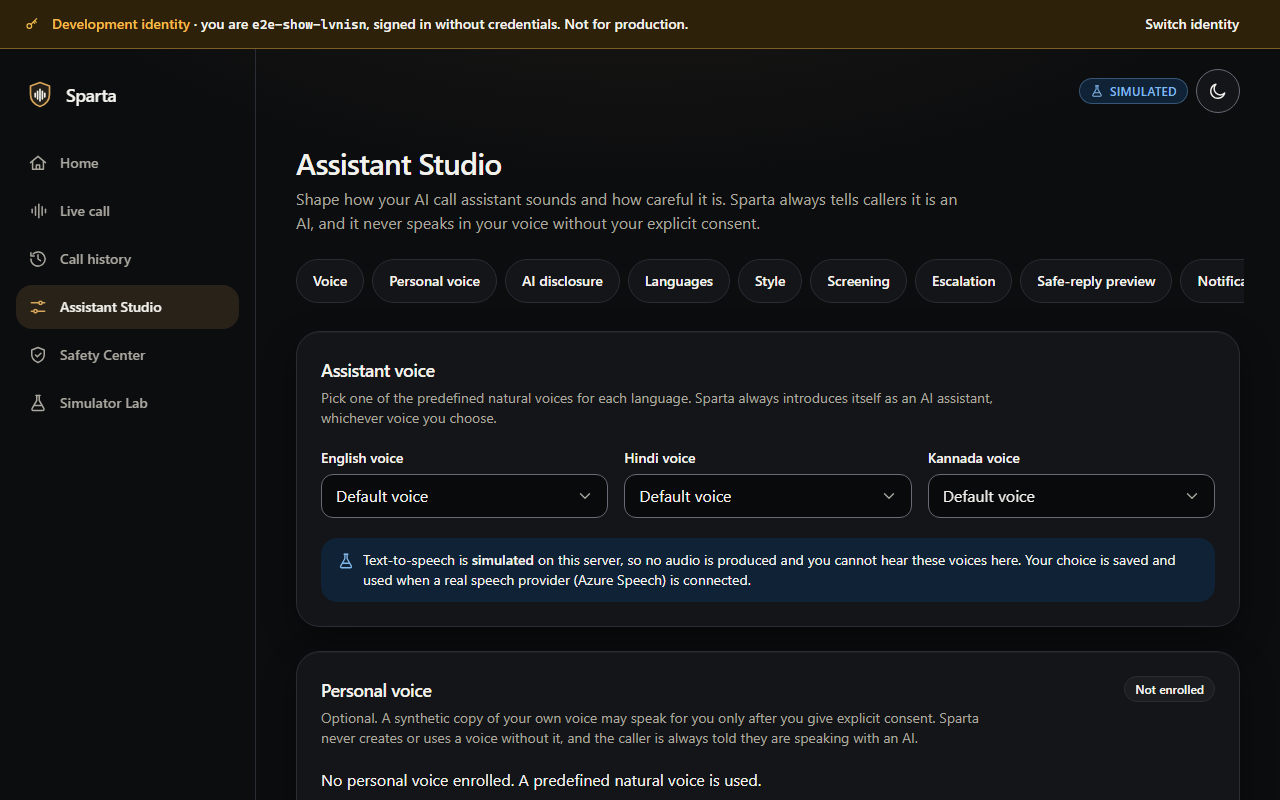 Development identity · you are e2e-show-lvnisn, signed in without credentials. Not for production.
Switch identity
Sparta
SIMULATED
Home
Live call
Call history
Assistant Studio
Safety Center
Simulator Lab
Assistant Studio
Shape how your AI call assistant sounds and how careful it is. Sparta always tells callers it is an
AI, and it never speaks in your voice without your explicit consent.
Voice
Personal voice
AI disclosure
Languages
Style
Screening
Escalation
Safe-reply preview
Assistant voice
Pick one of the predefined natural voices for each language. Sparta always introduces itself as an AI assistant,
whichever voice you choose.
English voice
Hindi voice
Kannada voice
Default voice
Default voice
Default voice
Text-to-speech is simulated on this server, so no audio is produced and you cannot hear these voices here. Your choice is saved and
used when a real speech provider (Azure Speech) is connected.
Personal voice
Not enrolled
Optional. A synthetic copy of your own voice may speak for you only after you give explicit consent. Sparta
never creates or uses a voice without it, and the caller is always told they are speaking with an AI.
No personal voice enrolled. A predefined natural voice is used.